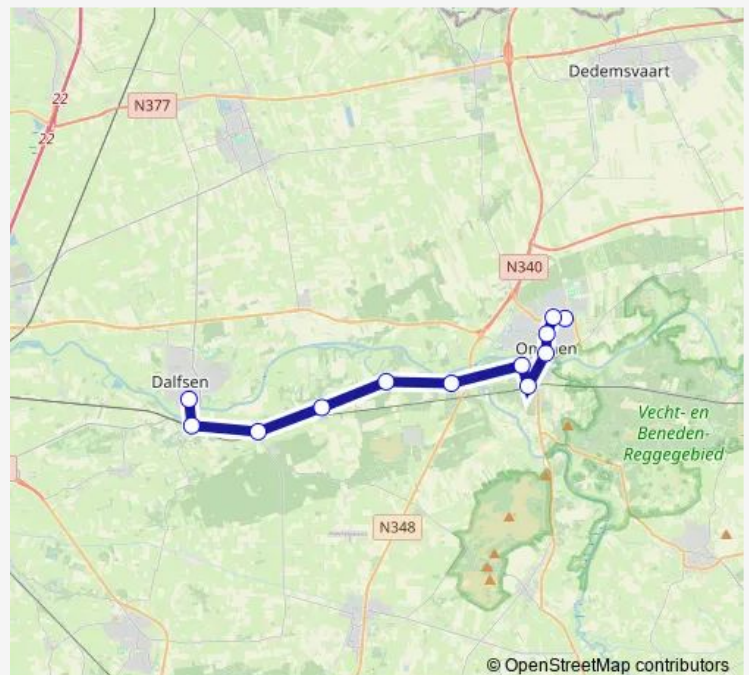 Dedemsvaart
22
N377
22
N340
Dalfsen
Vecht- en
Beneden-
Reggegebied
N348
© OpenStreetMap contributors